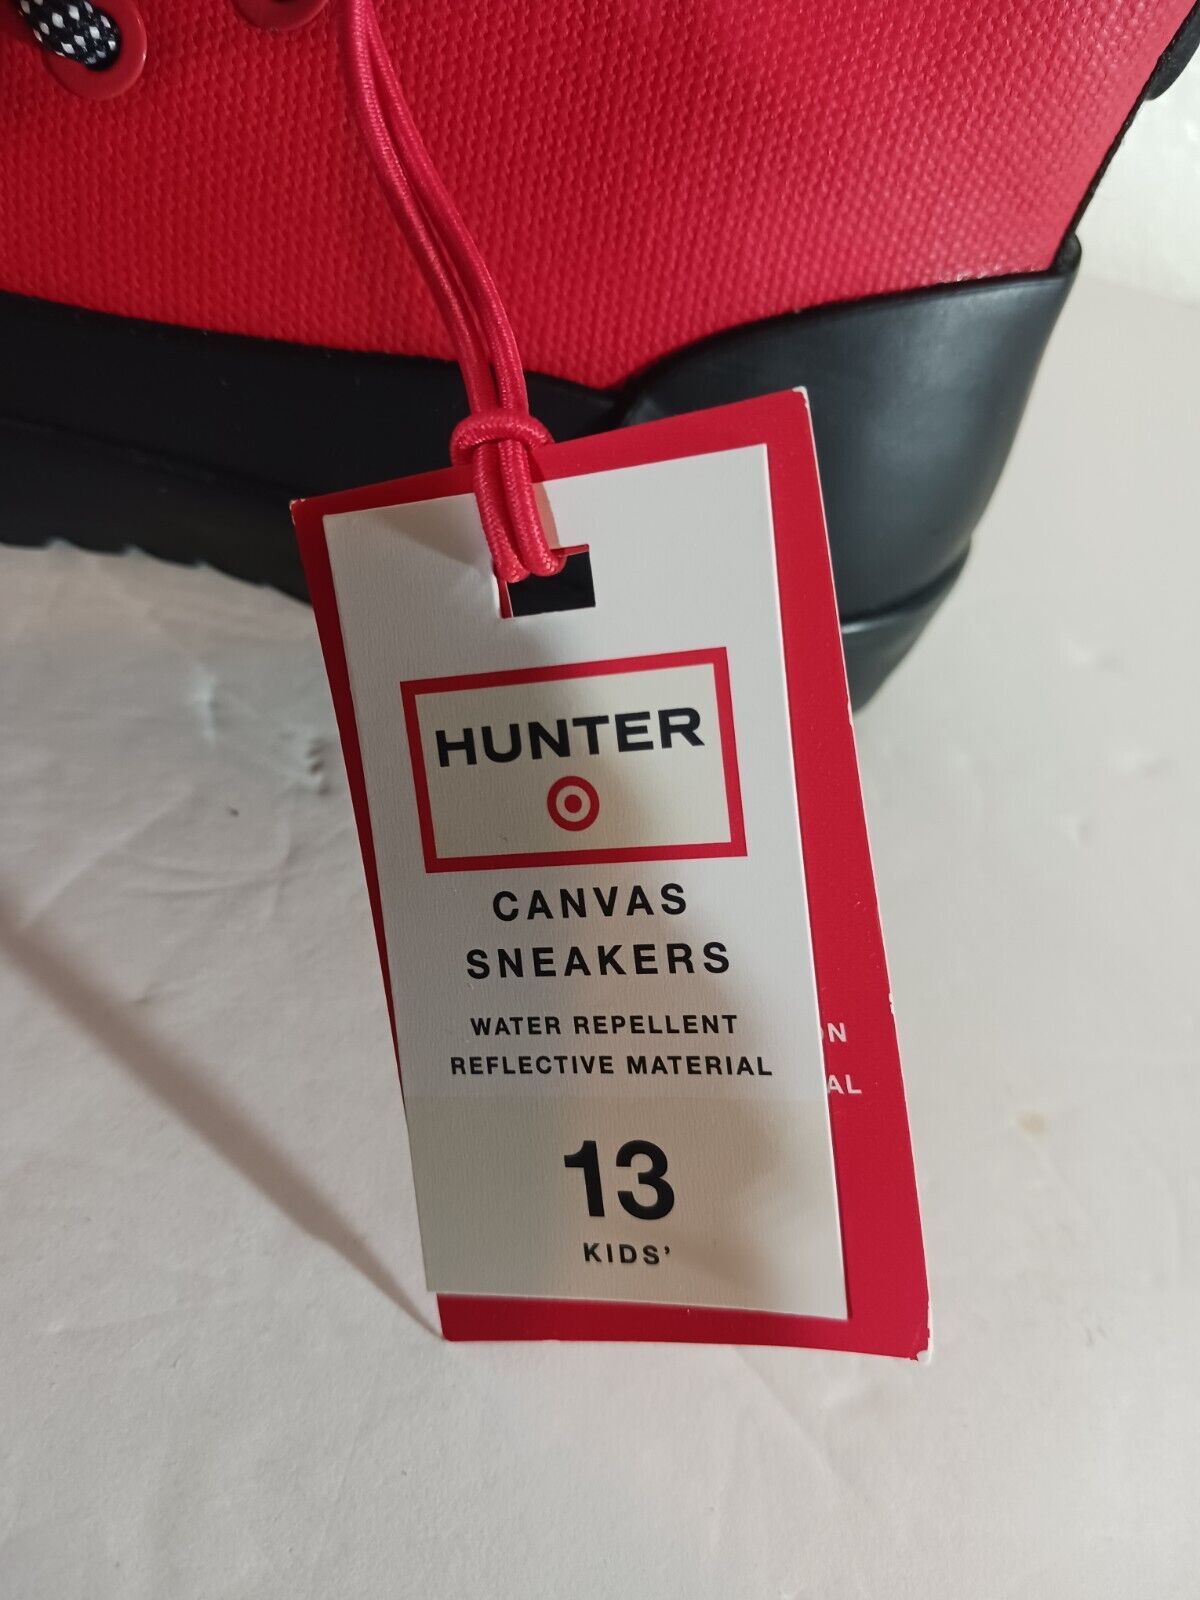 HUNTER
CANVAS
SNEAKERS
WATER REPELLENT
REFLECTIVE MATERIAL
13
KIDS'